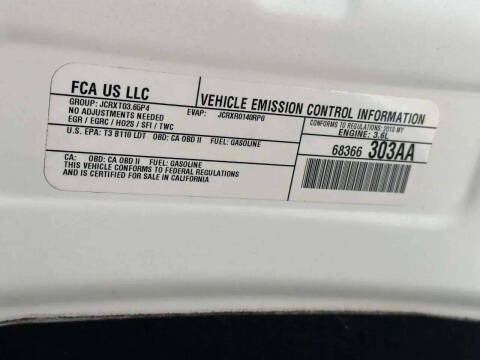 FCA US LLC
VEHICLE EMISSION CONTROL INFORMATION
GROUP: JCRXT03.65P4
EVAP: JCRXR0140RP0
CONFORMS TO REGULATIONS: 2018 MY
NO ADJUSTMENTS NEEDED
ENGINE: 3.6L
EGR / EGRC / HO2S / SFI / TWC
U.S. EPA: T3 B110 LDT OBD: CA OBD II FUEL: GASOLINE
68366 303AA
CA: OBD: CA OBD II FUEL: GASOLINE
THIS VEHICLE CONFORMS TO FEDERAL REGULATIONS
AND IS CERTIFIED FOR SALE IN CALIFORNIA